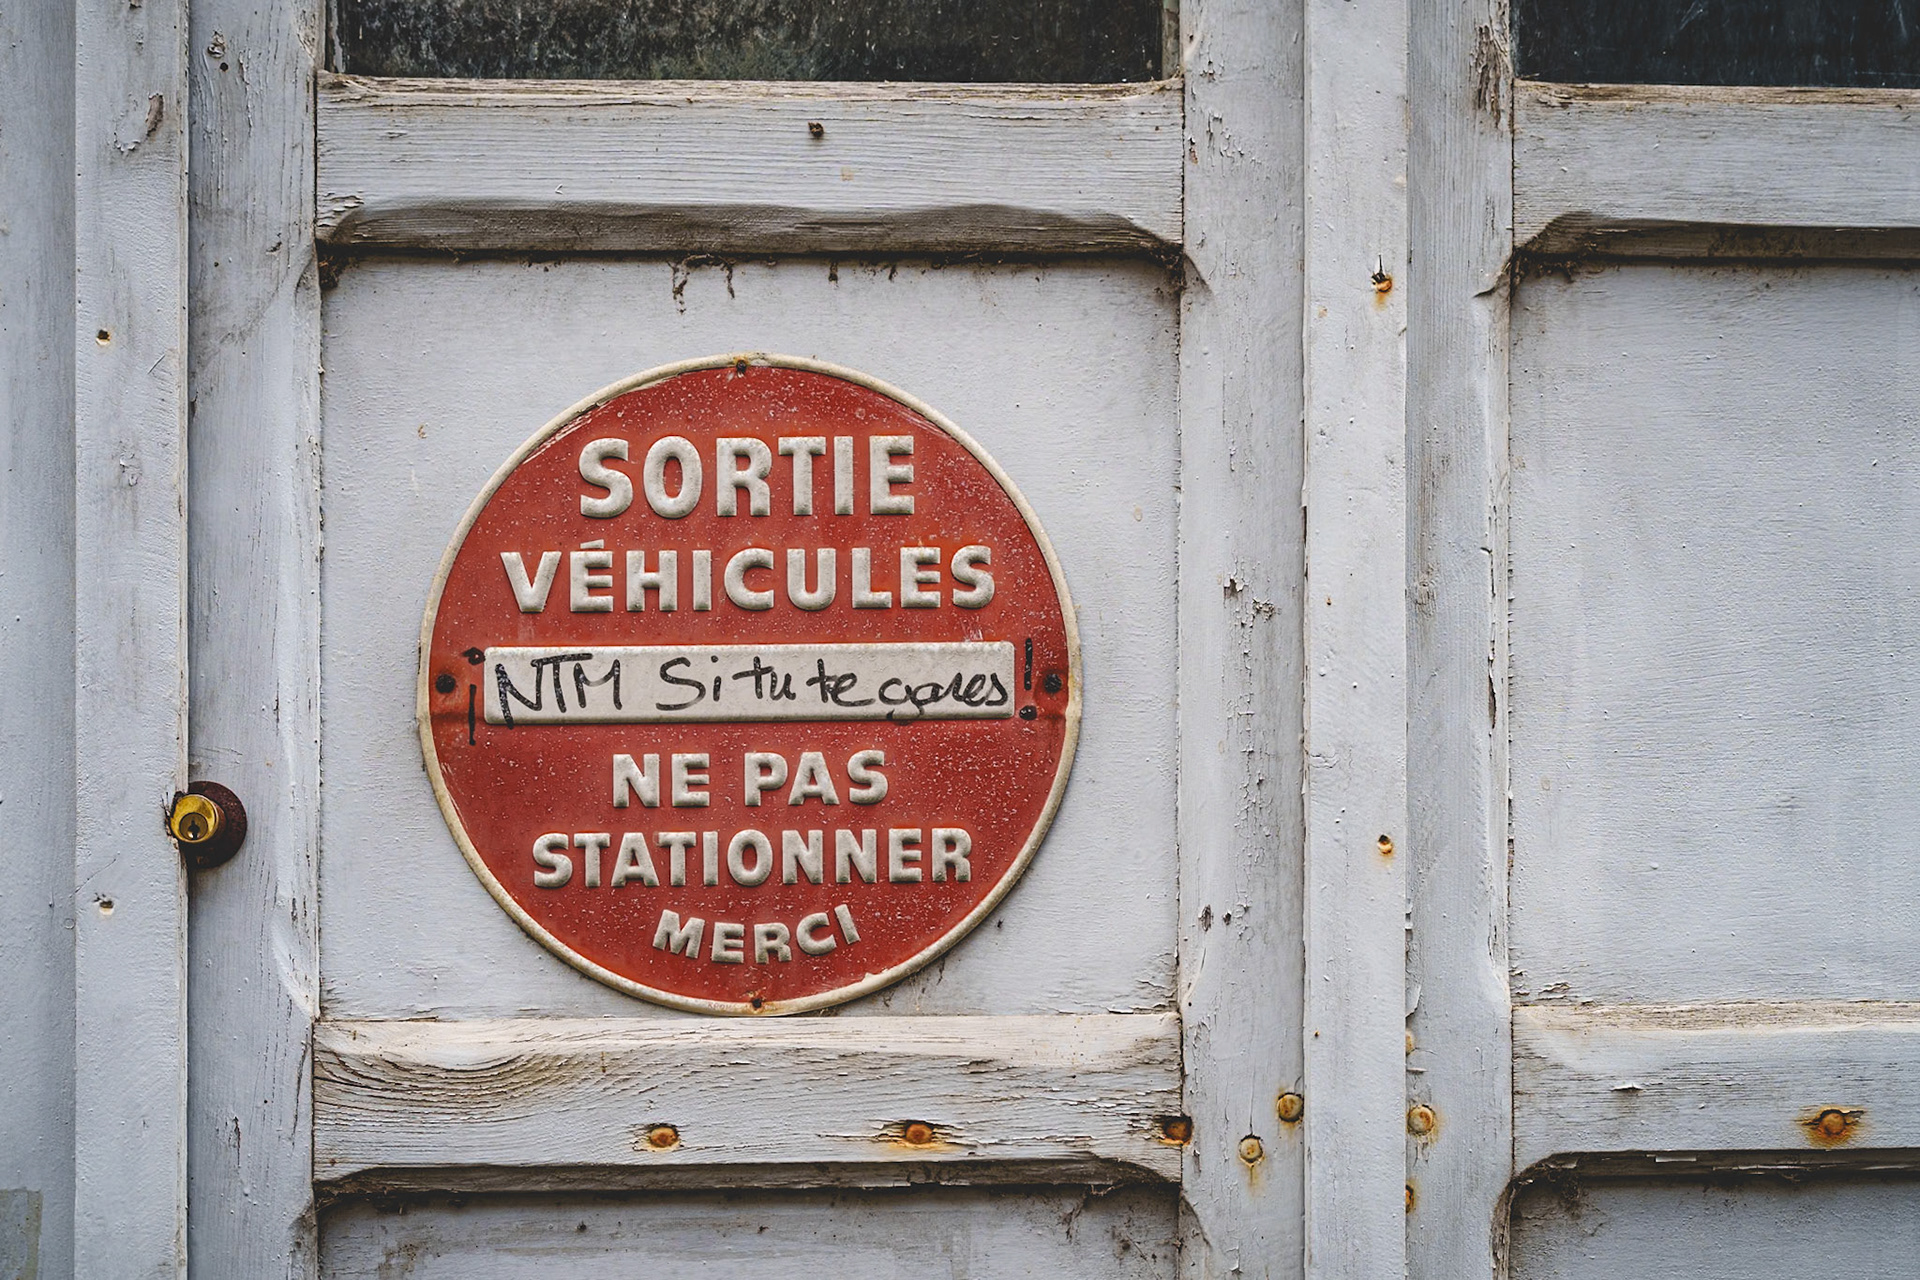 SORTIE
VÉHICULES
¡NTM Si tu te gares!
NE PAS
STATIONNER
MERCI